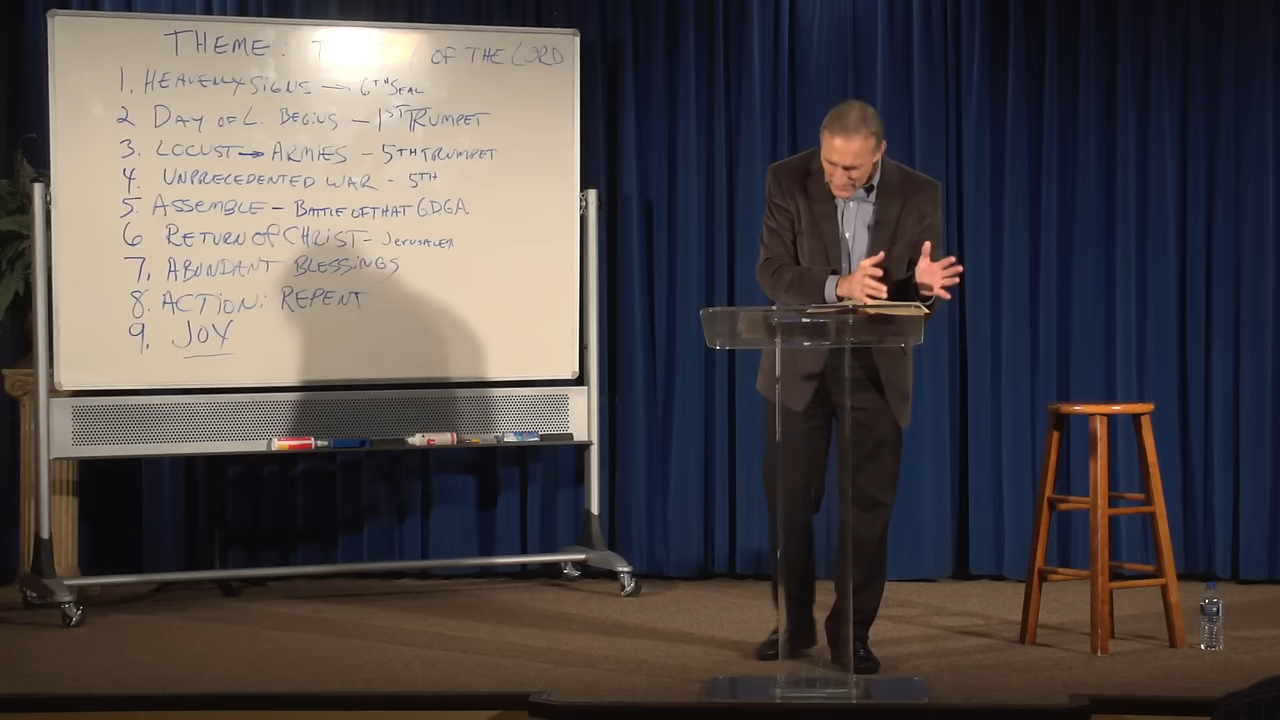 THEME: T OF THE LORD
1. HEAVENLY SIGNS → 6TH SEAL
2 DAY OF L. BEGINS - 1ST TRUMPET
3. LOCUST → ARMIES - 5TH TRUMPET
4. UNPRECEDENTED WAR - 5TH
5. ASSEMBLE - BATTLE OF THAT G.D.G.A.
6 RETURN OF CHRIST - JERUSALEM
7. ABUNDANT BLESSINGS
8. ACTION: REPENT
9. JOY